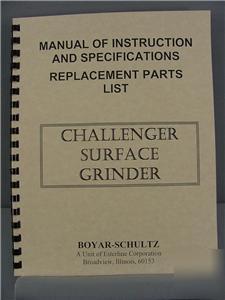 MANUAL OF INSTRUCTION
AND SPECIFICATIONS
REPLACEMENT PARTS
LIST
CHALLENGER
SURFACE
GRINDER
BOYAR-SCHULTZ
A Unit of Esterline Corporation
Broadview, Illinois, 60153